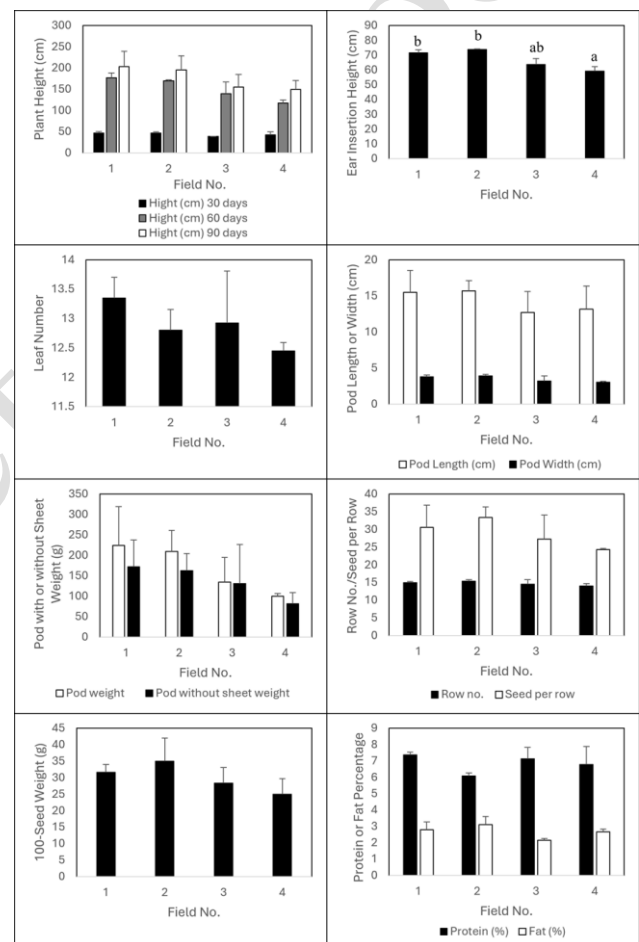 Plant Height (cm)
250
200
150
100
50
0
1 2 3 4
Field No.
Hight (cm) 30 days
Hight (cm) 60 days
Hight (cm) 90 days
Ear Insertion Height (cm)
90
80
70
60
50
40
30
20
10
0
b b ab a
1 2 3 4
Field No.
Leaf Number
14
13.5
13
12.5
12
11.5
1 2 3 4
Field No.
Pod Length or Width (cm)
20
15
10
5
0
1 2 3 4
Field No.
Pod Length (cm) Pod Width (cm)
Pod with or without Sheet
Weight (g)
350
300
250
200
150
100
50
0
1 2 3 4
Field No.
Pod weight Pod without sheet weight
Row No./Seed per Row
40
35
30
25
20
15
10
5
0
1 2 3 4
Field No.
Row no. Seed per row
100-Seed Weight (g)
45
40
35
30
25
20
15
10
5
0
1 2 3 4
Field No.
Protein or Fat Percentage
9
8
7
6
5
4
3
2
1
0
1 2 3 4
Field No.
Protein (%) Fat (%)